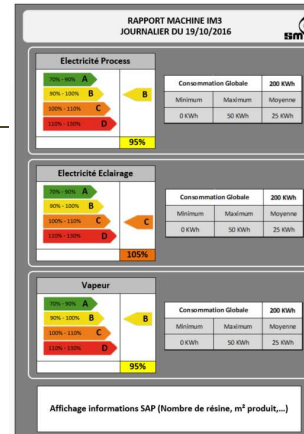 RAPPORT MACHINE IM3
JOURNALIER DU 19/10/2016
Electricité Process
70% - 90% A
90% - 100% B
100% - 110% C
110% - 130% D
B
95%
Consommation Globale 200 KWh
Minimum Maximum Moyenne
0 KWh 50 KWh 25 KWh
Electricité Eclairage
70% - 90% A
90% - 100% B
100% - 110% C
110% - 130% D
C
105%
Consommation Globale 200 KWh
Minimum Maximum Moyenne
0 KWh 50 KWh 25 KWh
Vapeur
70% - 90% A
90% - 100% B
100% - 110% C
110% - 130% D
B
95%
Consommation Globale 200 KWh
Minimum Maximum Moyenne
0 KWh 50 KWh 25 KWh
Affichage informations SAP (Nombre de résine, m² produit,...)